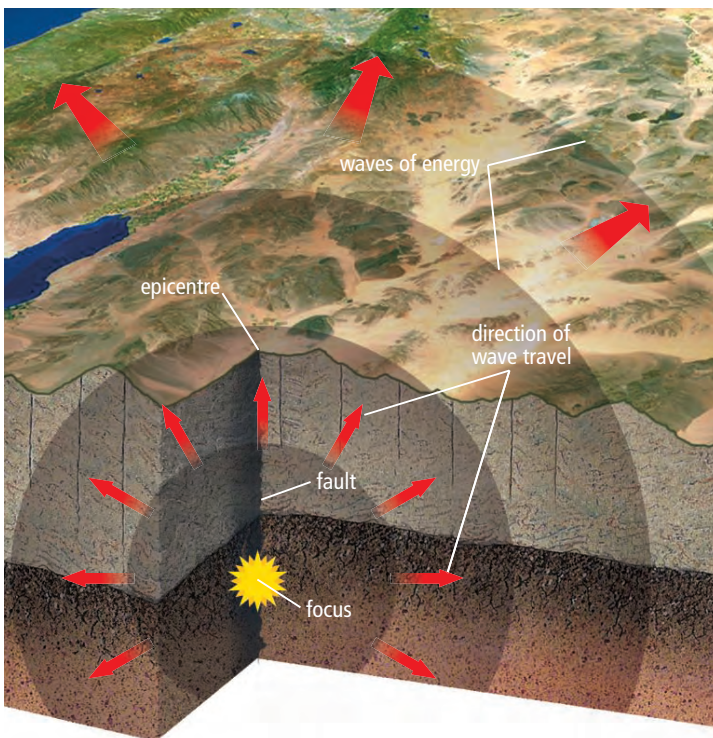 waves of energy
epicentre
direction of
wave travel
fault
focus